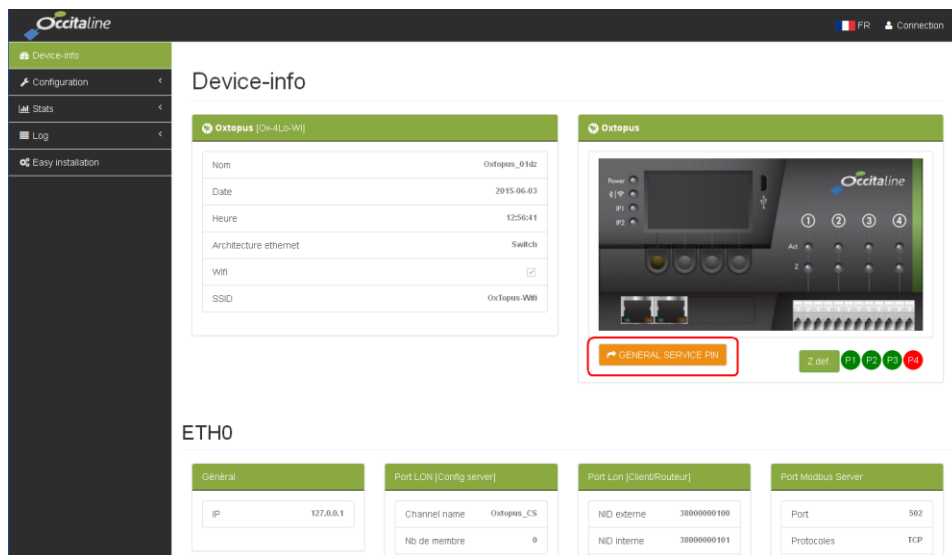 Occitaline
FR Connection
Device-info
Configuration
Stats
Log
Easy installation
Device-info
Oxtopus [Ox-4Lo-Wi]
Nom Oxtopus_01dz
Date 2015-06-03
Heure 12:56:41
Architecture ethernet Switch
Wifi
SSID OxTopus-Wifi
Oxtopus
Power
IP1
IP2
Occitaline
1 2 3 4
Act
Z
GENERAL SERVICE PIN
Z def P1 P2 P3 P4
ETH0
Général
IP 127.0.0.1
Port LON [Config server]
Channel name Oxtopus_CS
Nb de membre 0
Port Lon [Client/Routeur]
NID externe 38000000100
NID interne 38000000101
Port Modbus Server
Port 502
Protocoles TCP